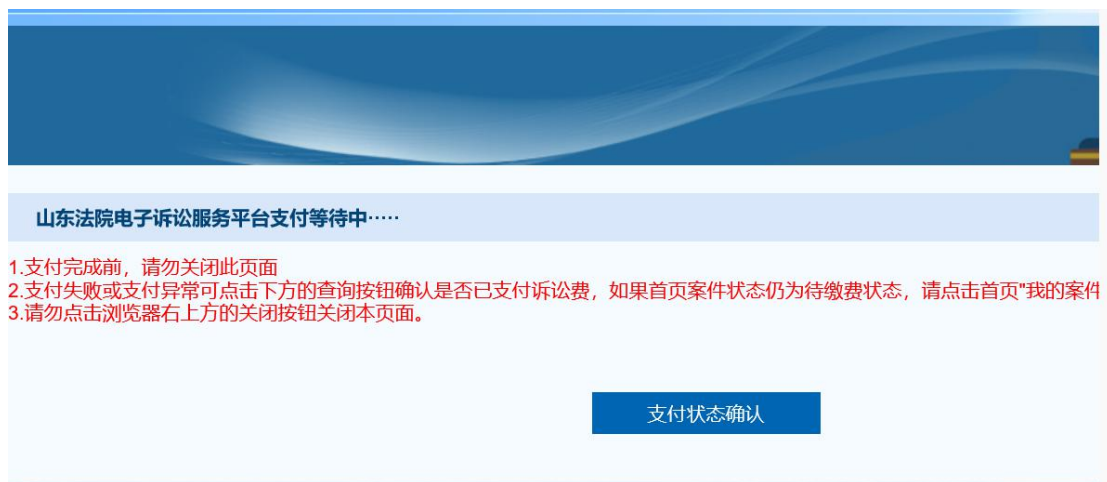 山东法院电子诉讼服务平台支付等待中·····
1.支付完成前，请勿关闭此页面
2.支付失败或支付异常可点击下方的查询按钮确认是否已支付诉讼费，如果首页案件状态仍为待缴费状态，请点击首页"我的案件
3.请勿点击浏览器右上方的关闭按钮关闭本页面。
支付状态确认